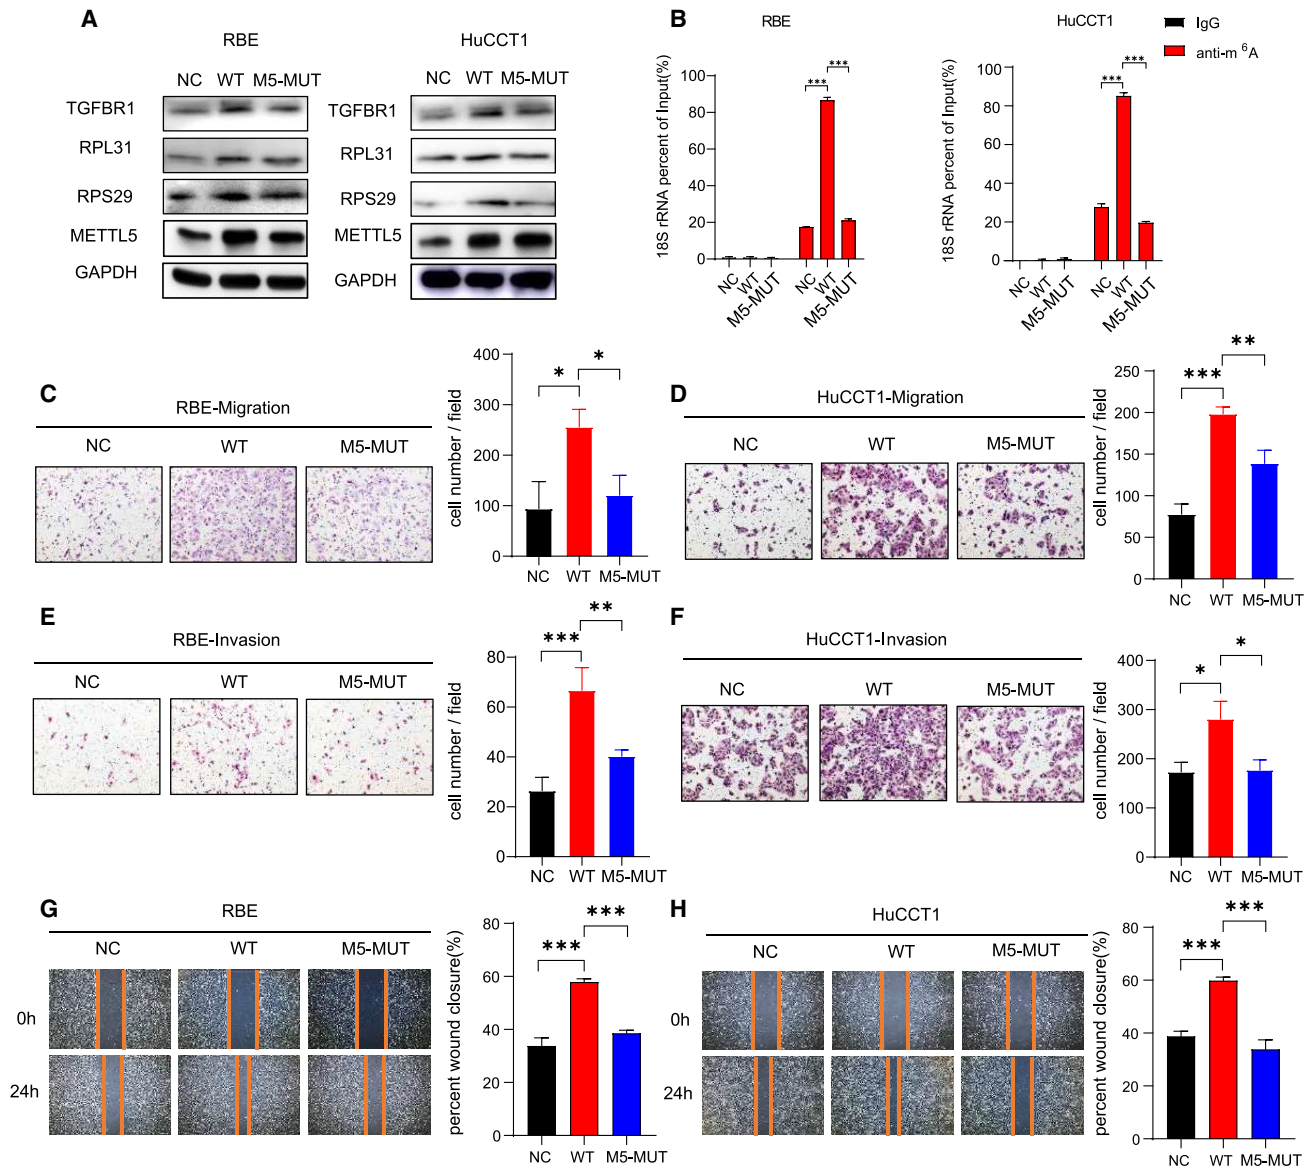 A
RBE
HuCCT1
NC WT M5-MUT
NC WT M5-MUT
TGFBR1
RPL31
RPS29
METTL5
GAPDH
TGFBR1
RPL31
RPS29
METTL5
GAPDH
B
RBE
HuCCT1
IgG
anti-m 6A
18S rRNA percent of Input(%)
100
80
60
40
20
0
*** ***
NC WT M5-MUT NC WT M5-MUT
18S rRNA percent of Input(%)
100
80
60
40
20
0
*** ***
NC WT M5-MUT NC WT M5-MUT
C
RBE-Migration
NC WT M5-MUT
cell number / field
400
300
200
100
0
* *
NC WT M5-MUT
D
HuCCT1-Migration
NC WT M5-MUT
cell number / field
250
200
150
100
50
0
*** **
NC WT M5-MUT
E
RBE-Invasion
NC WT M5-MUT
cell number / field
80
60
40
20
0
*** **
NC WT M5-MUT
F
HuCCT1-Invasion
NC WT M5-MUT
cell number / field
400
300
200
100
0
* *
NC WT M5-MUT
G
RBE
NC WT M5-MUT
0h
24h
percent wound closure(%)
80
60
40
20
0
*** ***
NC WT M5-MUT
H
HuCCT1
NC WT M5-MUT
0h
24h
percent wound closure(%)
80
60
40
20
0
*** ***
NC WT M5-MUT